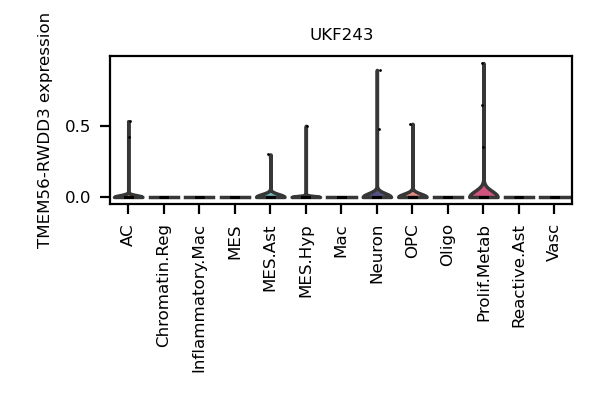 UKF243
TMEM56-RWDD3 expression
0.5
0.0
AC
Chromatin.Reg
Inflammatory.Mac
MES
MES.Ast
MES.Hyp
Mac
Neuron
OPC
Oligo
Prolif.Metab
Reactive.Ast
Vasc